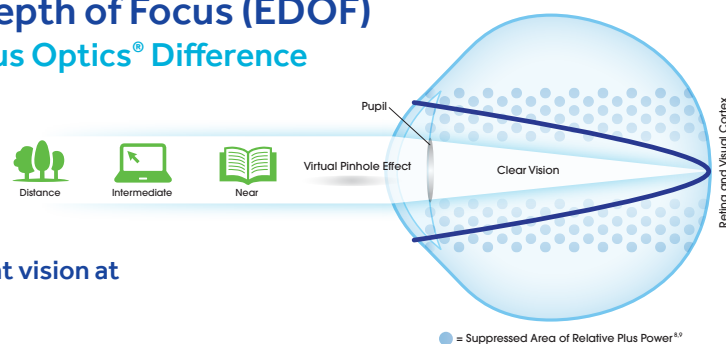 epth of Focus (EDOF)
us Optics® Difference
Pupil
Virtual Pinhole Effect
Clear Vision
Distance
Intermediate
Near
Retina and Visual Cortex
t vision at
= Suppressed Area of Relative Plus Power8,9